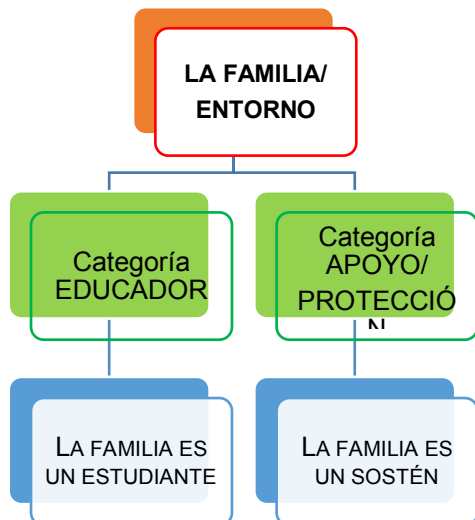 LA FAMILIA/
ENTORNO
Categoría
EDUCADOR
Categoría
APOYO/
PROTECCIÓ
N
LA FAMILIA ES
UN ESTUDIANTE
LA FAMILIA ES
UN SOSTÉN